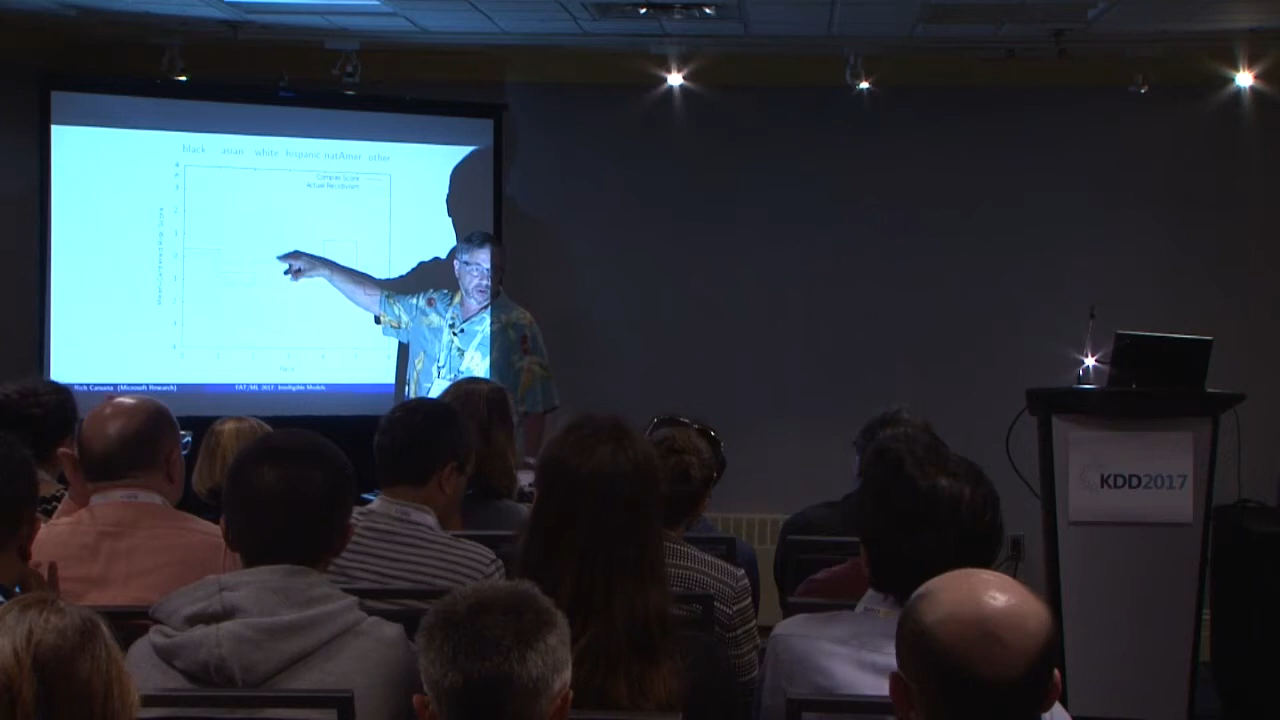 black asian white hispanic natAmer other
Compas Score
Actual Recidivism
Rich Caruana (Microsoft Research) FAT/ML 2017: Intelligible Models
KDD2017